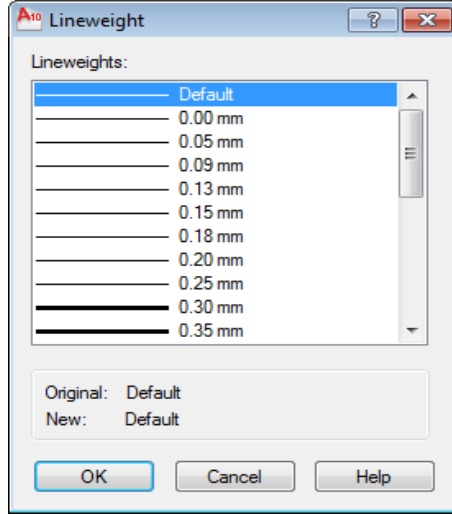 A10 Lineweight
Lineweights:
Default
0.00 mm
0.05 mm
0.09 mm
0.13 mm
0.15 mm
0.18 mm
0.20 mm
0.25 mm
0.30 mm
0.35 mm
Original: Default
New: Default
OK Cancel Help